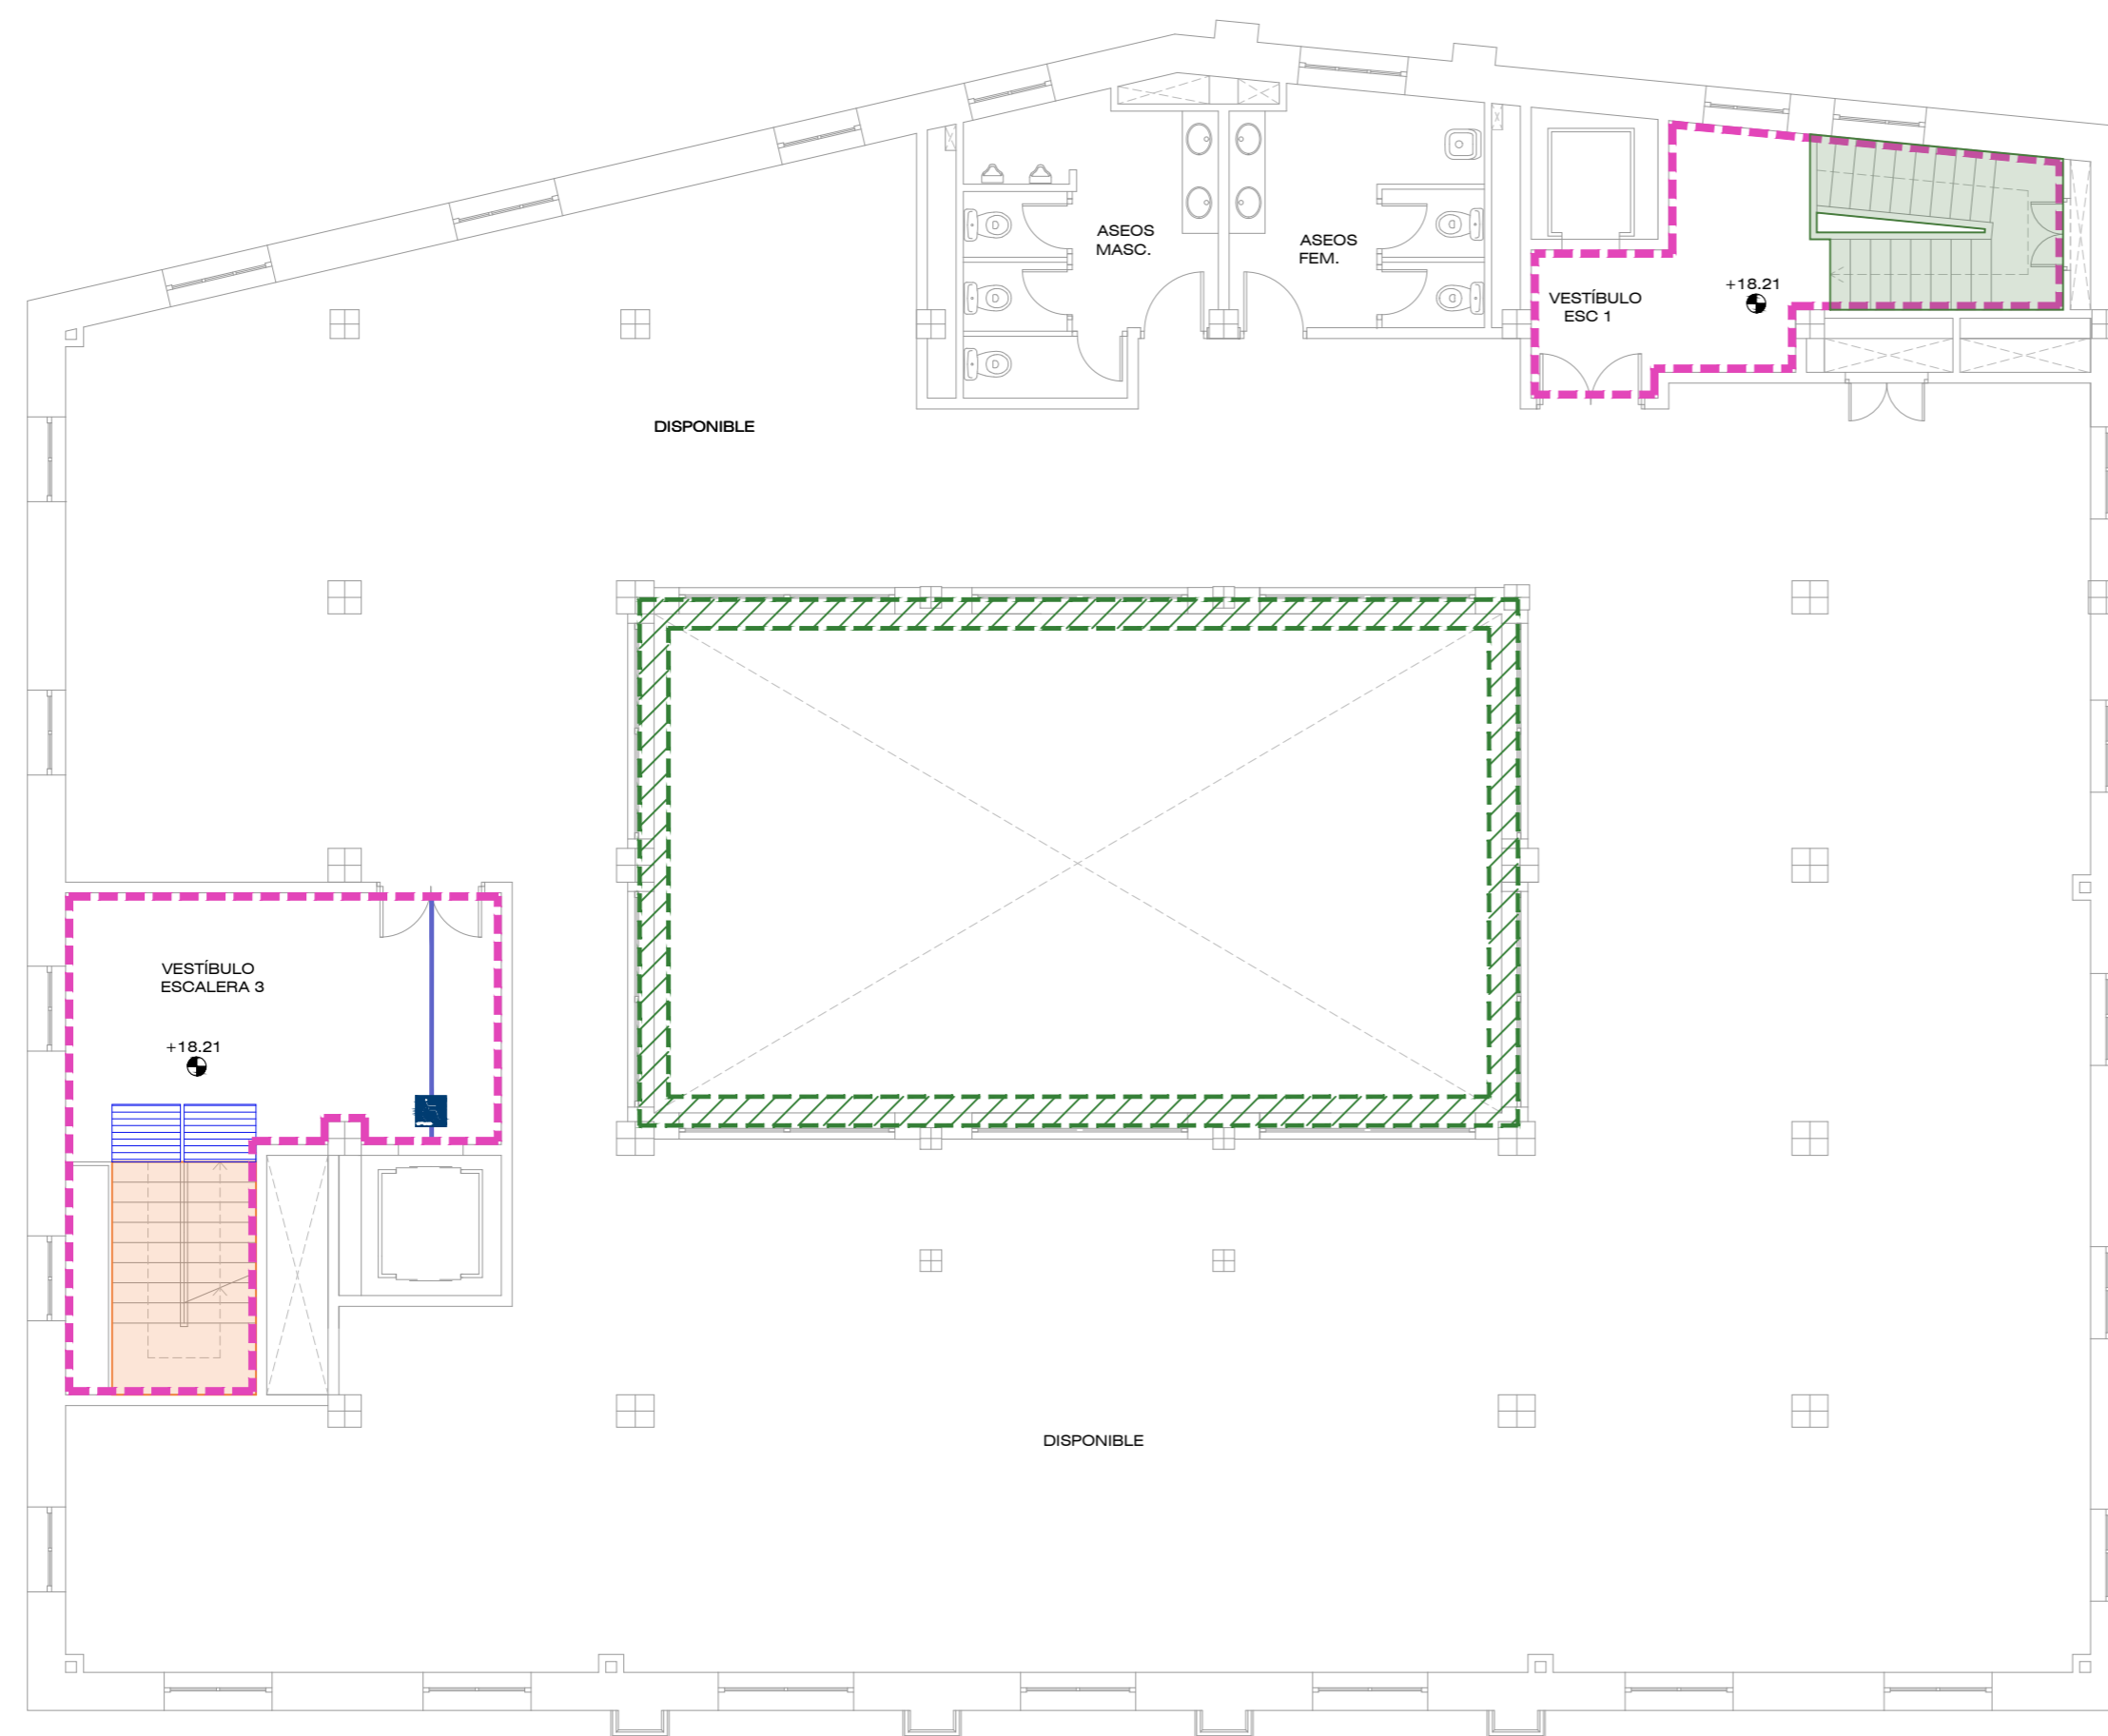 ASEOS
MASC.
ASEOS
FEM.
+18.21
VESTÍBULO
ESC 1
DISPONIBLE
VESTÍBULO
ESCALERA 3
+18.21
DISPONIBLE